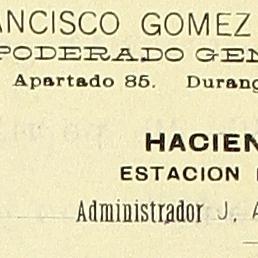 ANCISCO GOMEZ
PODERADO GEN
Apartado 85. Durang
HACIEN
ESTACION
Administrador J. A